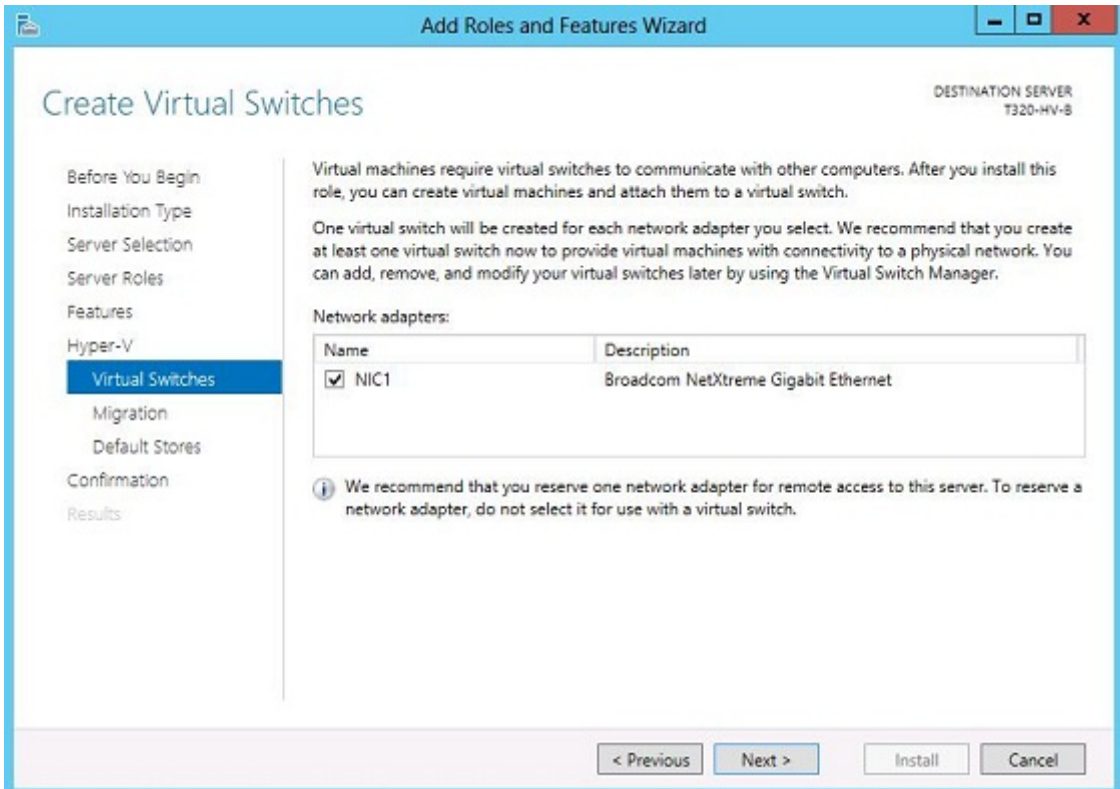 Add Roles and Features Wizard
Create Virtual Switches
DESTINATION SERVER
T320-HV-B
Before You Begin
Installation Type
Server Selection
Server Roles
Features
Hyper-V
Virtual Switches
Migration
Default Stores
Confirmation
Results
Virtual machines require virtual switches to communicate with other computers. After you install this
role, you can create virtual machines and attach them to a virtual switch.
One virtual switch will be created for each network adapter you select. We recommend that you create
at least one virtual switch now to provide virtual machines with connectivity to a physical network. You
can add, remove, and modify your virtual switches later by using the Virtual Switch Manager.
Network adapters:
Name Description
NIC1 Broadcom NetXtreme Gigabit Ethernet
We recommend that you reserve one network adapter for remote access to this server. To reserve a
network adapter, do not select it for use with a virtual switch.
< Previous Next > Install Cancel